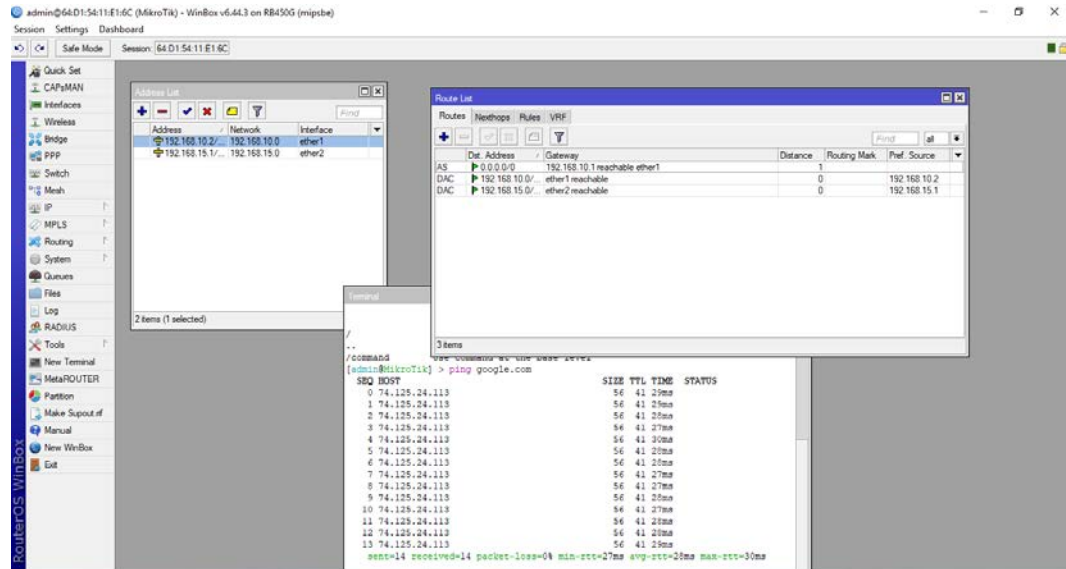 admin@64:D1:54:11:E1:6C (MikroTik) - WinBox v6.44.3 on RB450G (mipsbe)
Session Settings Dashboard
Safe Mode Session: 64:D1:54:11:E1:6C
Quick Set
CAPsMAN
Interfaces
Wireless
Bridge
PPP
Switch
Mesh
IP
MPLS
Routing
System
Queues
Files
Log
RADIUS
Tools
New Terminal
MetaROUTER
Partition
Make Supout.rif
Manual
New WinBox
Exit
RouterOS WinBox
Address List
Find
Address Network Interface
192.168.10.2/... 192.168.10.0 ether1
192.168.15.1/... 192.168.15.0 ether2
2 items (1 selected)
Route List
Routes Nexthops Rules VRF
Find all
Dst. Address Gateway Distance Routing Mark Pref. Source
AS 0.0.0.0/0 192.168.10.1 reachable ether1 1
DAC 192.168.10.0/... ether1 reachable 0 192.168.10.2
DAC 192.168.15.0/... ether2 reachable 0 192.168.15.1
3 items
Terminal
/
..
/command Use command at the base level
[admin@MikroTik] > ping google.com
SEQ HOST SIZE TTL TIME STATUS
0 74.125.24.113 56 41 29ms
1 74.125.24.113 56 41 29ms
2 74.125.24.113 56 41 28ms
3 74.125.24.113 56 41 27ms
4 74.125.24.113 56 41 30ms
5 74.125.24.113 56 41 28ms
6 74.125.24.113 56 41 28ms
7 74.125.24.113 56 41 27ms
8 74.125.24.113 56 41 27ms
9 74.125.24.113 56 41 28ms
10 74.125.24.113 56 41 27ms
11 74.125.24.113 56 41 28ms
12 74.125.24.113 56 41 28ms
13 74.125.24.113 56 41 29ms
sent=14 received=14 packet-loss=0% min-rtt=27ms avg-rtt=28ms max-rtt=30ms